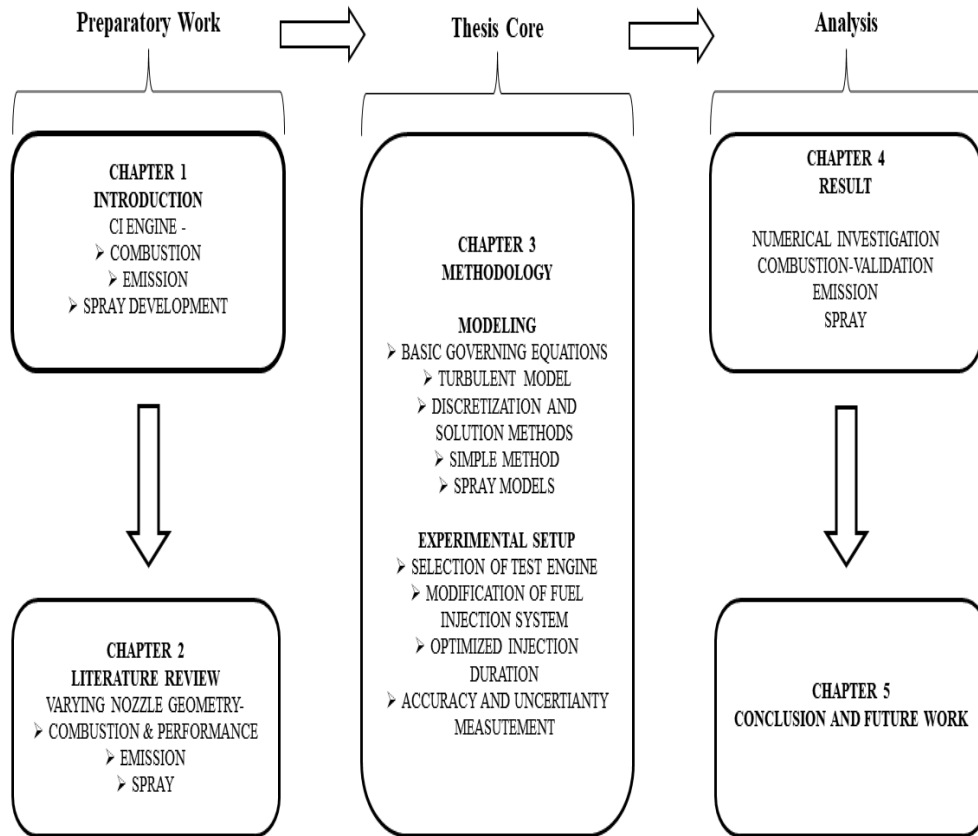 Preparatory Work
Thesis Core
Analysis
CHAPTER 1
INTRODUCTION
CI ENGINE -
➤ COMBUSTION
➤ EMISSION
➤ SPRAY DEVELOPMENT
CHAPTER 2
LITERATURE REVIEW
VARYING NOZZLE GEOMETRY-
➤ COMBUSTION & PERFORMANCE
➤ EMISSION
➤ SPRAY
CHAPTER 3
METHODOLOGY
MODELING
➤ BASIC GOVERNING EQUATIONS
➤ TURBULENT MODEL
➤ DISCRETIZATION AND
SOLUTION METHODS
➤ SIMPLE METHOD
➤ SPRAY MODELS
EXPERIMENTAL SETUP
➤ SELECTION OF TEST ENGINE
➤ MODIFICATION OF FUEL
INJECTION SYSTEM
➤ OPTIMIZED INJECTION
DURATION
➤ ACCURACY AND UNCERTIANTY
MEASUTEMENT
CHAPTER 4
RESULT
NUMERICAL INVESTIGATION
COMBUSTION-VALIDATION
EMISSION
SPRAY
CHAPTER 5
CONCLUSION AND FUTURE WORK